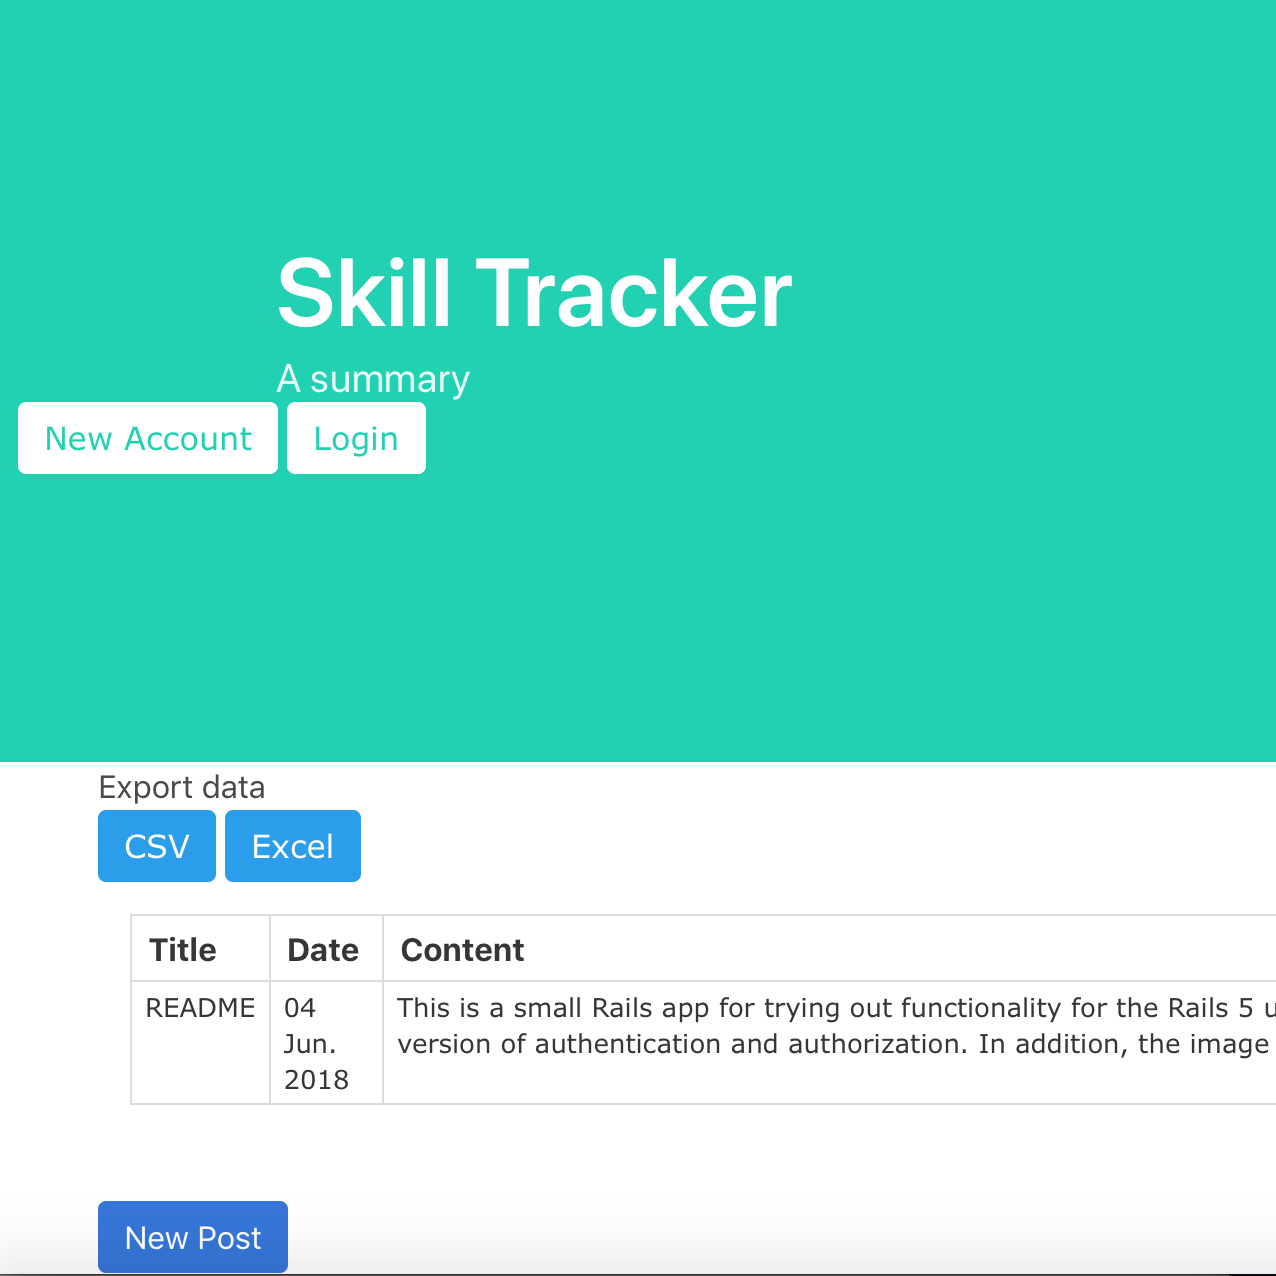 Skill Tracker
A summary
New Account
Login
Export data
CSV
Excel
Title
Date
Content
README
04
Jun.
2018
This is a small Rails app for trying out functionality for the Rails 5
version of authentication and authorization. In addition, the image
New Post